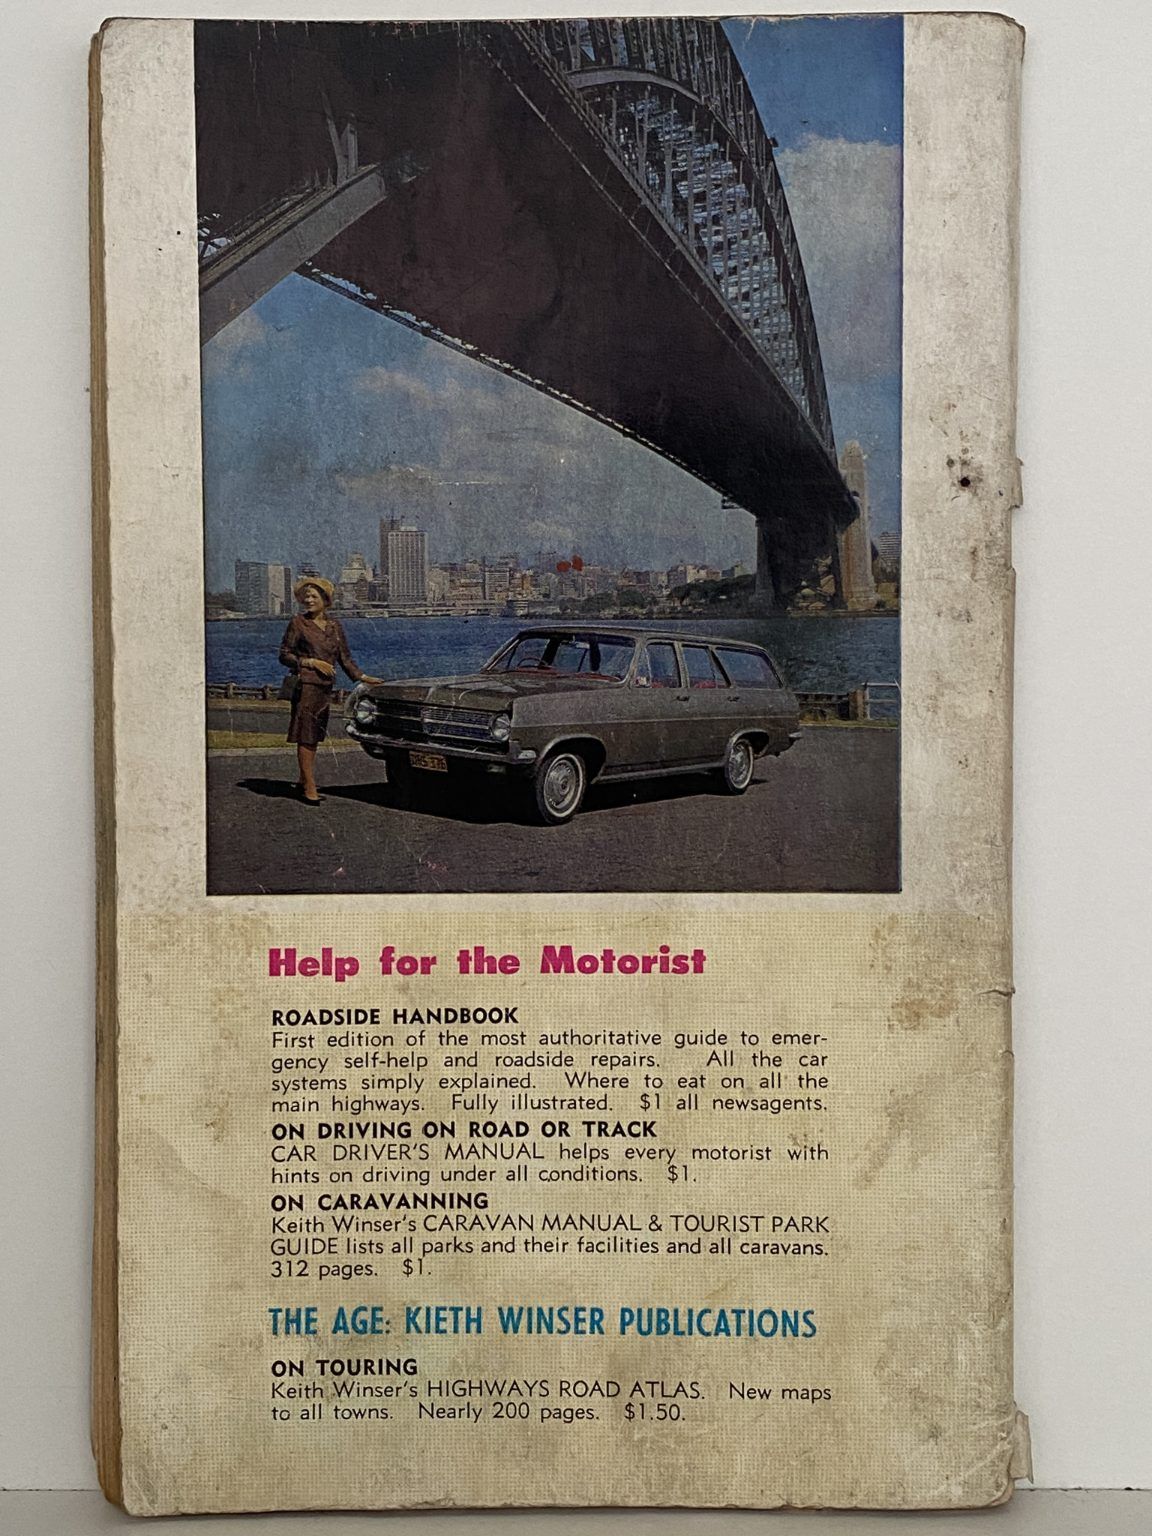 Help for the Motorist
ROADSIDE HANDBOOK
First edition of the most authoritative guide to emer-
gency self-help and roadside repairs. All the car
systems simply explained. Where to eat on all the
main highways. Fully illustrated. $1 all newsagents.
ON DRIVING ON ROAD OR TRACK
CAR DRIVER'S MANUAL helps every motorist with
hints on driving under all conditions. $1.
ON CARAVANNING
Keith Winser's CARAVAN MANUAL & TOURIST PARK
GUIDE lists all parks and their facilities and all caravans.
312 pages. $1.
THE AGE: KIETH WINSER PUBLICATIONS
ON TOURING
Keith Winser's HIGHWAYS ROAD ATLAS. New maps
to all towns. Nearly 200 pages. $1.50.